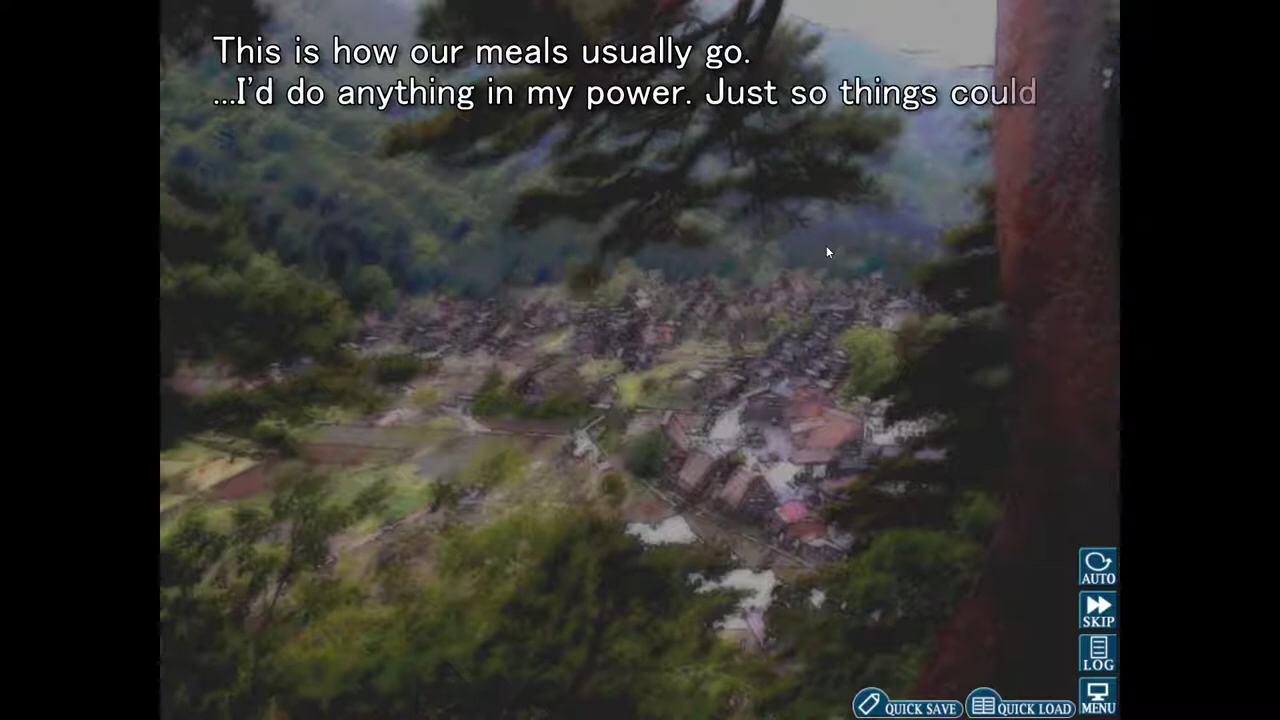 This is how our meals usually go.
...I'd do anything in my power. Just so things could
AUTO
SKIP
LOG
MENU
QUICK SAVE
QUICK LOAD